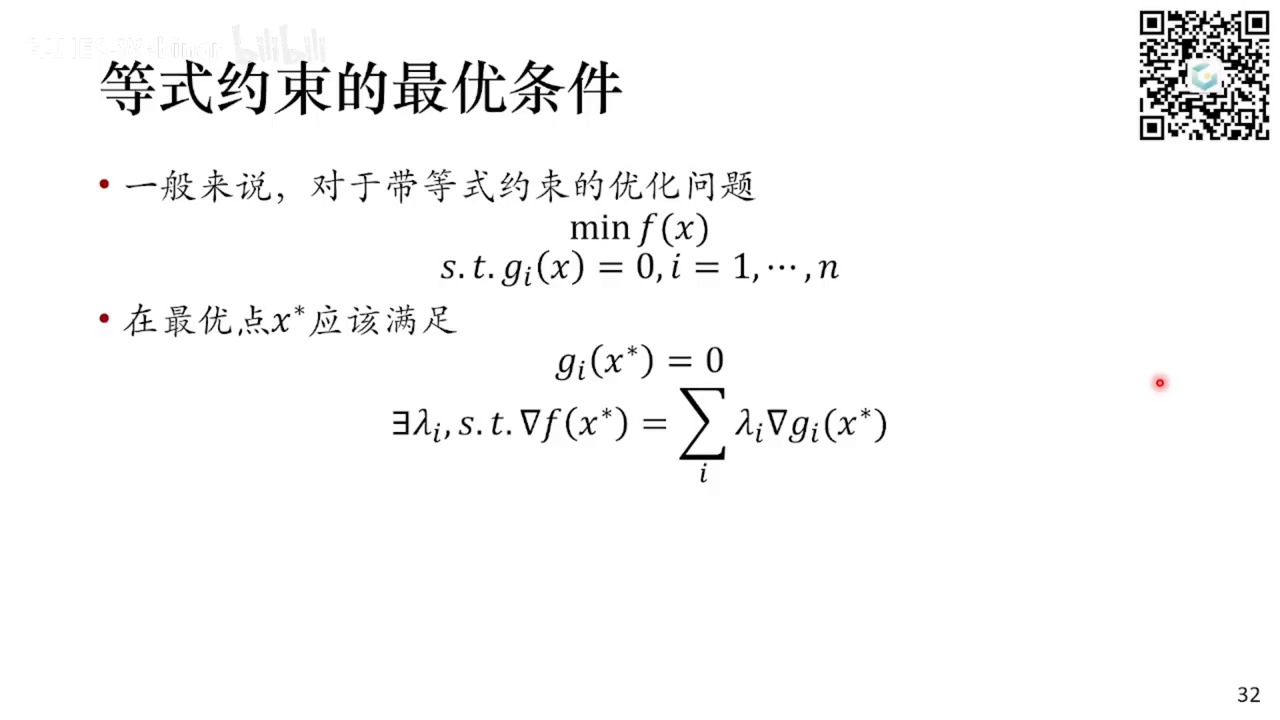 bilibili
等式约束的最优条件
• 一般来说，对于带等式约束的优化问题
min f(x)
s.t. gᵢ(x) = 0, i = 1, ⋯, n
• 在最优点x*应该满足
gᵢ(x*) = 0
∃λᵢ, s.t. ∇f(x*) = ∑ᵢ λᵢ∇gᵢ(x*)
32